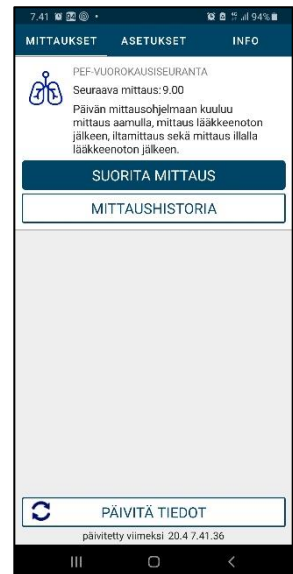 7.41
94%
MITTAUKSET ASETUKSET INFO
PEF-VUOROKAUSISEURANTA
Seuraava mittaus: 9.00
Päivän mittausohjelmaan kuuluu
mittaus aamulla, mittaus lääkkeenoton
jälkeen, iltamittaus sekä mittaus illalla
lääkkeenoton jälkeen.
SUORITA MITTAUS
MITTAUSHISTORIA
PÄIVITÄ TIEDOT
päivitetty viimeksi 20.4 7.41.36